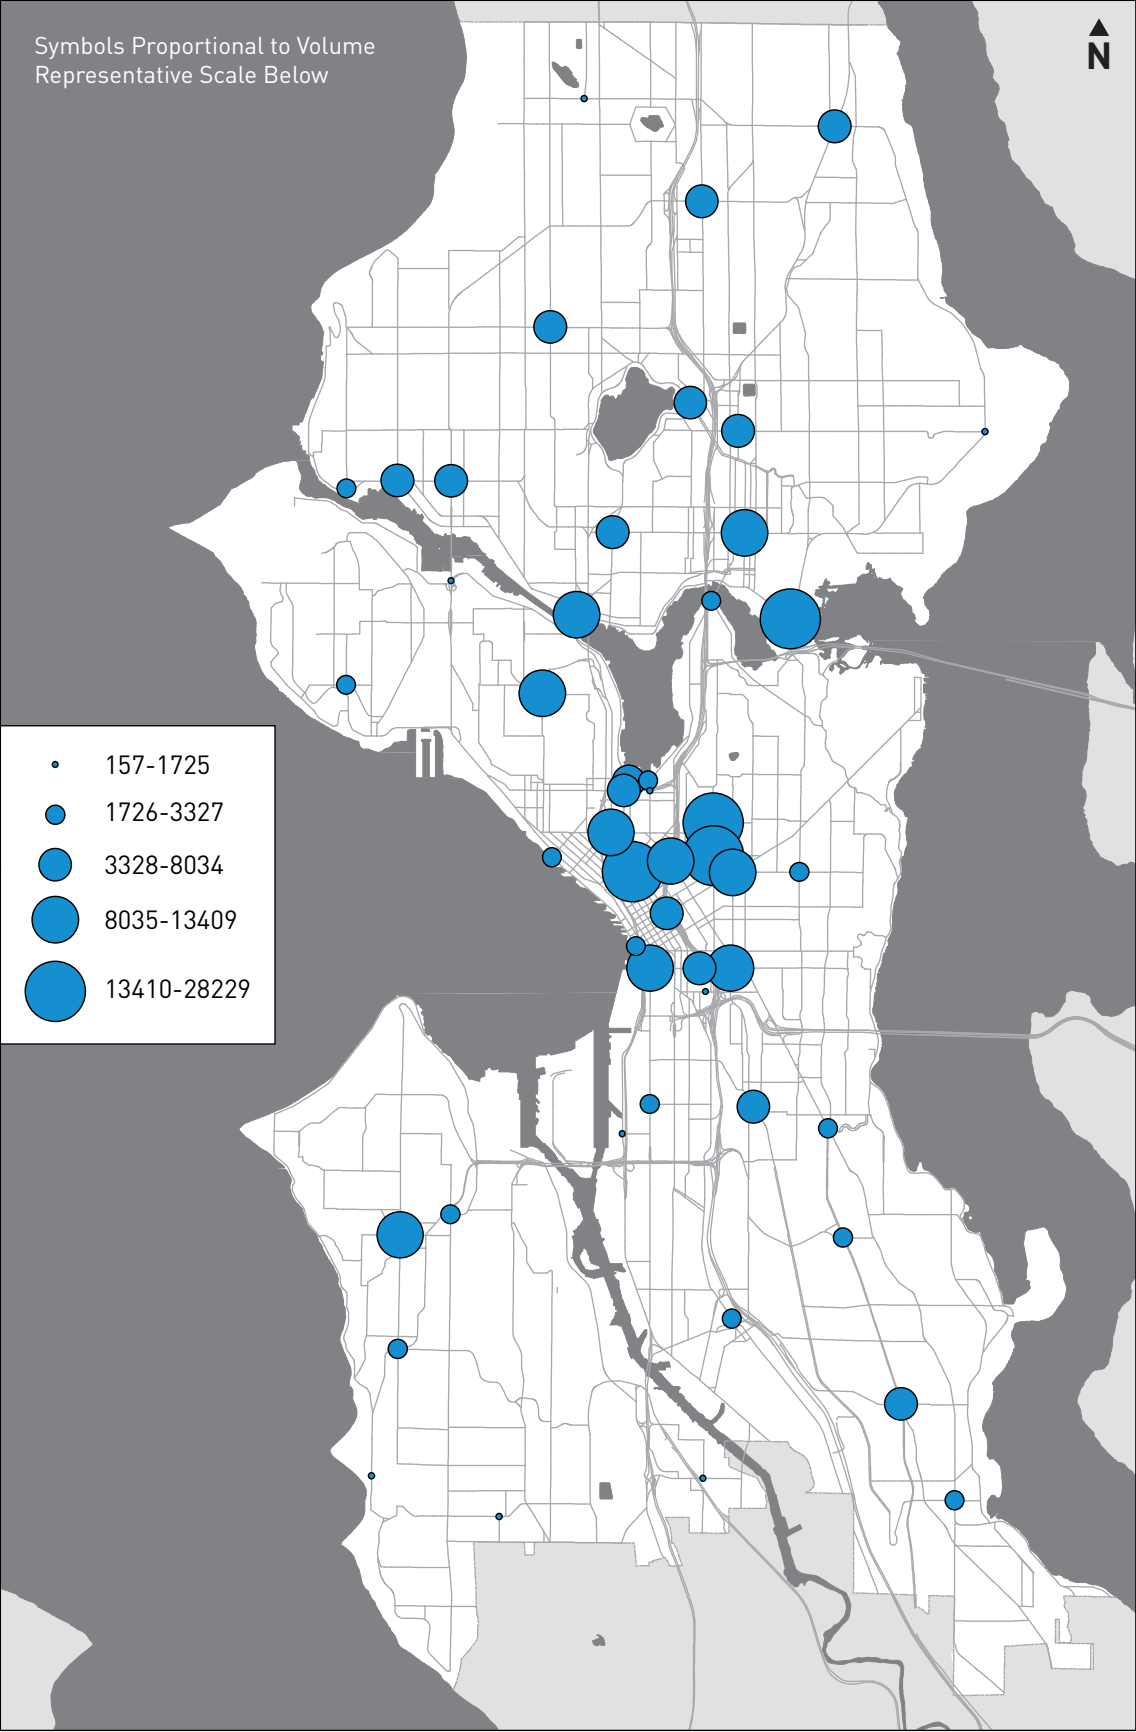 Symbols Proportional to Volume
Representative Scale Below
N
157-1725
1726-3327
3328-8034
8035-13409
13410-28229